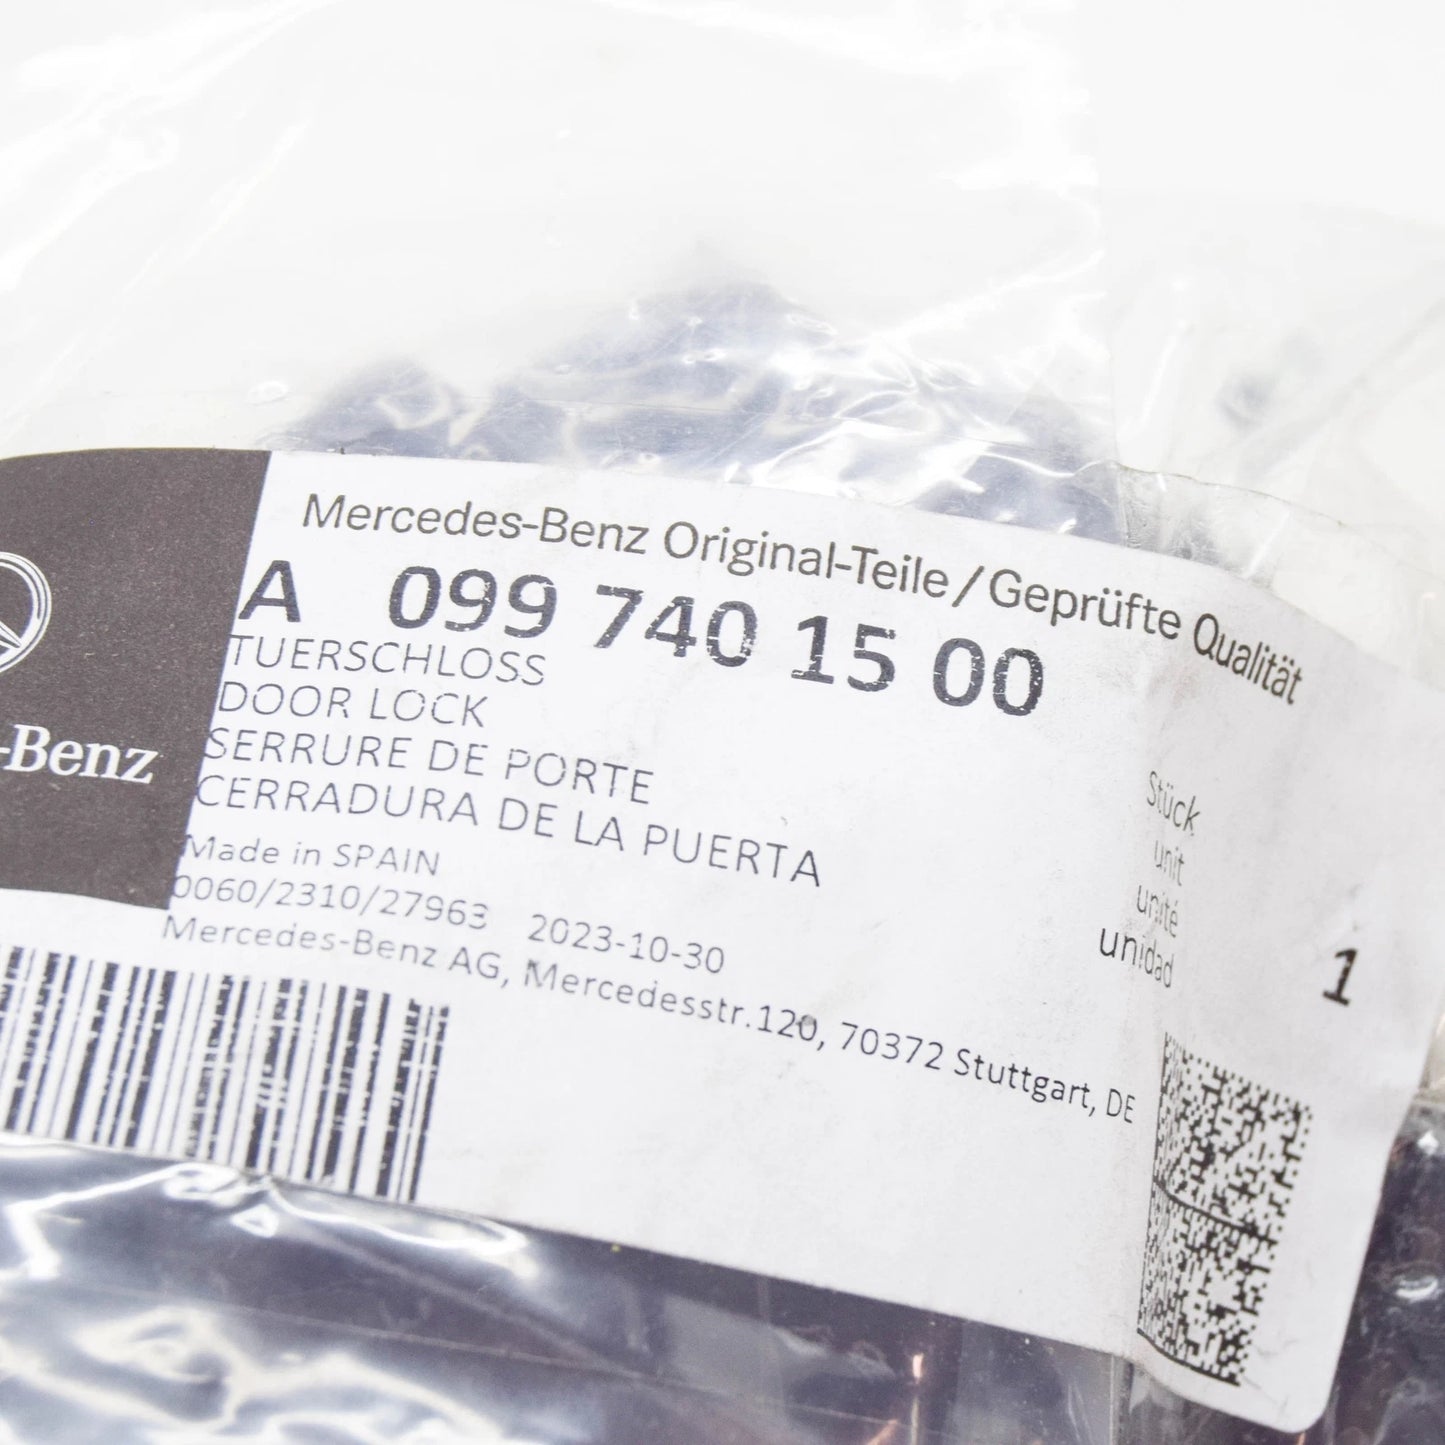 Mercedes-Benz Original-Teile / Geprüfte Qualität
A 099 740 15 00
TUERSCHLOSS
DOOR LOCK
SERRURE DE PORTE
CERRADURA DE LA PUERTA
-Benz
Made in SPAIN
0060/2310/27963 2023-10-30
Mercedes-Benz AG, Mercedesstr.120, 70372 Stuttgart, DE
Stück
unit
unité
unidad
1